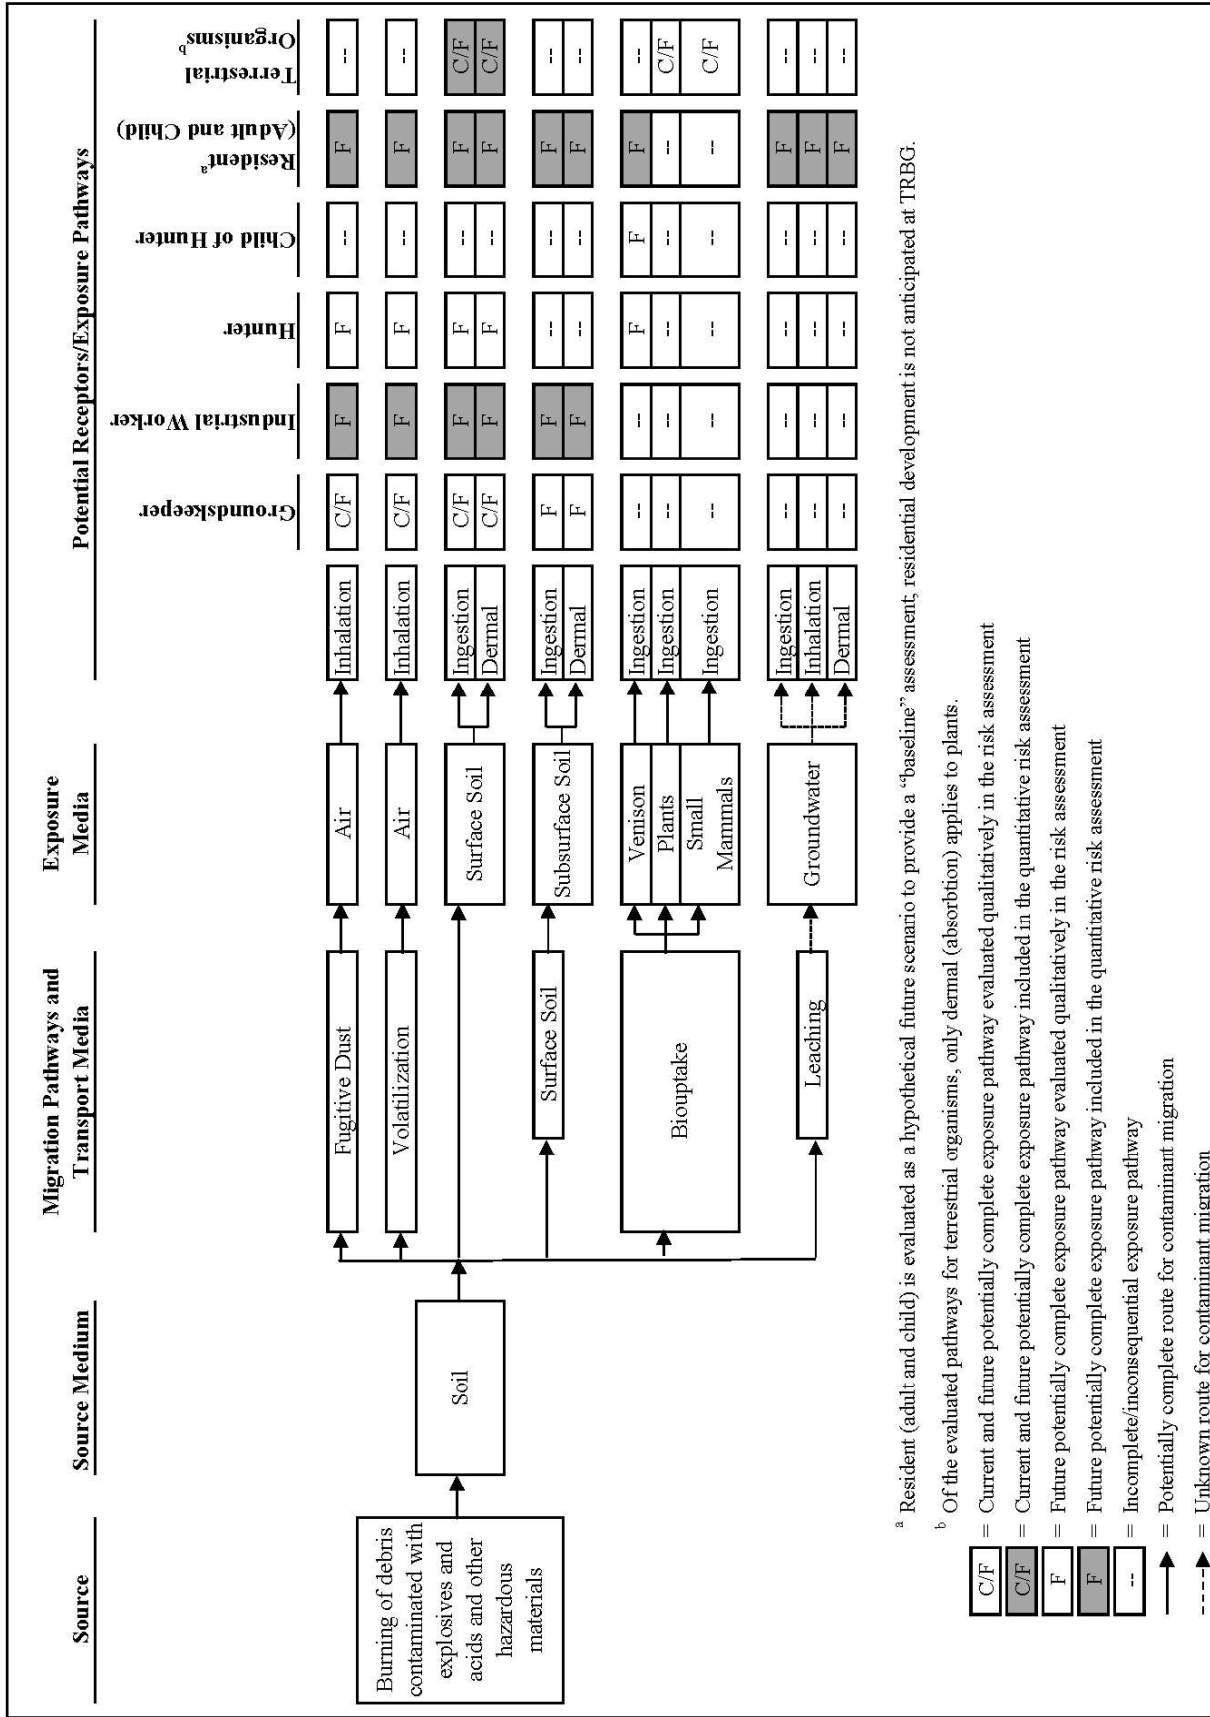 Source
Source Medium
Migration Pathways and
Transport Media
Exposure
Media
Potential Receptors/Exposure Pathways
Groundskeeper
Industrial Worker
Hunter
Child of Hunter
Resident a
(Adult and Child)
Terrestrial
Organisms b
Burning of debris
contaminated with
explosives and
acids and other
hazardous
materials
Soil
Fugitive Dust
Air
Inhalation
C/F
F
F
--
F
--
Volatilization
Air
Inhalation
C/F
F
F
--
F
--
Surface Soil
Ingestion
C/F
F
F
--
F
C/F
Dermal
C/F
F
F
--
F
C/F
Surface Soil
Subsurface Soil
Ingestion
F
F
--
--
F
--
Dermal
F
F
--
--
F
--
Biouptake
Venison
Ingestion
--
--
F
F
F
--
Plants
Ingestion
--
--
--
--
--
C/F
Small
Mammals
Ingestion
--
--
--
--
--
C/F
Leaching
Groundwater
Ingestion
--
--
--
--
F
--
Inhalation
--
--
--
--
F
--
Dermal
--
--
--
--
F
--
a Resident (adult and child) is evaluated as a hypothetical future scenario to provide a “baseline” assessment; residential development is not anticipated at TRBG.
b Of the evaluated pathways for terrestrial organisms, only dermal (absorbtion) applies to plants.
C/F = Current and future potentially complete exposure pathway evaluated qualitatively in the risk assessment
C/F = Current and future potentially complete exposure pathway included in the quantitative risk assessment
F = Future potentially complete exposure pathway evaluated qualitatively in the risk assessment
F = Future potentially complete exposure pathway included in the quantitative risk assessment
-- = Incomplete/inconsequential exposure pathway
= Potentially complete route for contaminant migration
= Unknown route for contaminant migration